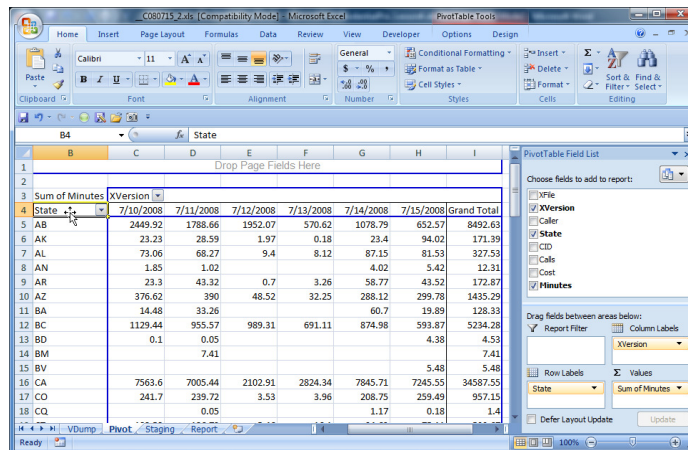 __C080715_2.xls [Compatibility Mode] - Microsoft Excel PivotTable Tools
Home Insert Page Layout Formulas Data Review View Developer Options Design
Calibri 11 General Conditional Formatting Insert Σ
Paste B I U $ % , Format as Table Delete Sort & Find &
Cell Styles Format Filter Select
Clipboard Font Alignment Number Styles Cells Editing
B4 fx State
B C D E F G H I PivotTable Field List
1 Drop Page Fields Here
2 Choose fields to add to report:
3 Sum of Minutes XVersion
4 State 7/10/2008 7/11/2008 7/12/2008 7/13/2008 7/14/2008 7/15/2008 Grand Total
5 AB 2449.92 1788.66 1952.07 570.62 1078.79 652.57 8492.63
6 AK 23.23 28.59 1.97 0.18 23.4 94.02 171.39
7 AL 73.06 68.27 9.4 8.12 87.15 81.53 327.53
8 AN 1.85 1.02 4.02 5.42 12.31
9 AR 23.3 43.32 0.7 3.26 58.77 43.52 172.87
10 AZ 376.62 390 48.52 32.25 288.12 299.78 1435.29
11 BA 14.48 33.26 60.7 19.89 128.33
12 BC 1129.44 955.57 989.31 691.11 874.98 593.87 5234.28
13 BD 0.1 0.05 4.38 4.53
14 BM 7.41 7.41
15 BV 5.48 5.48
16 CA 7563.6 7005.44 2102.91 2824.34 7845.71 7245.55 34587.55
17 CO 241.7 239.72 3.53 3.96 208.75 259.49 957.15
18 CQ 0.05 1.17 0.18 1.4
XFile
XVersion
Caller
State
CID
Calls
Cost
Minutes
Drag fields between areas below:
Report Filter Column Labels
XVersion
Row Labels Σ Values
State Sum of Minutes
Defer Layout Update Update
VDump Pivot Staging Report
Ready 100%